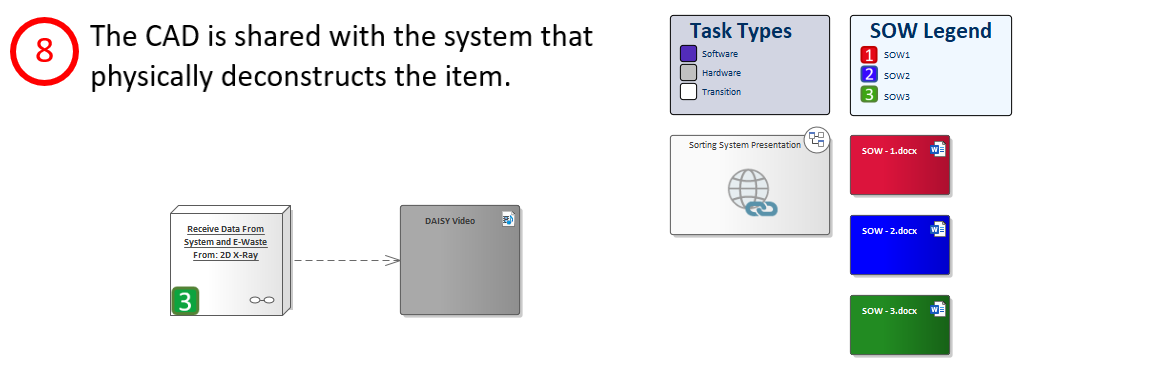 8
The CAD is shared with the system that
physically deconstructs the item.
Task Types
Software
Hardware
Transition
SOW Legend
1 SOW1
2 SOW2
3 SOW3
Sorting System Presentation
SOW - 1.docx
W
SOW - 2.docx
W
SOW - 3.docx
W
Receive Data From
System and E-Waste
From: 2D X-Ray
3
DAISY Video